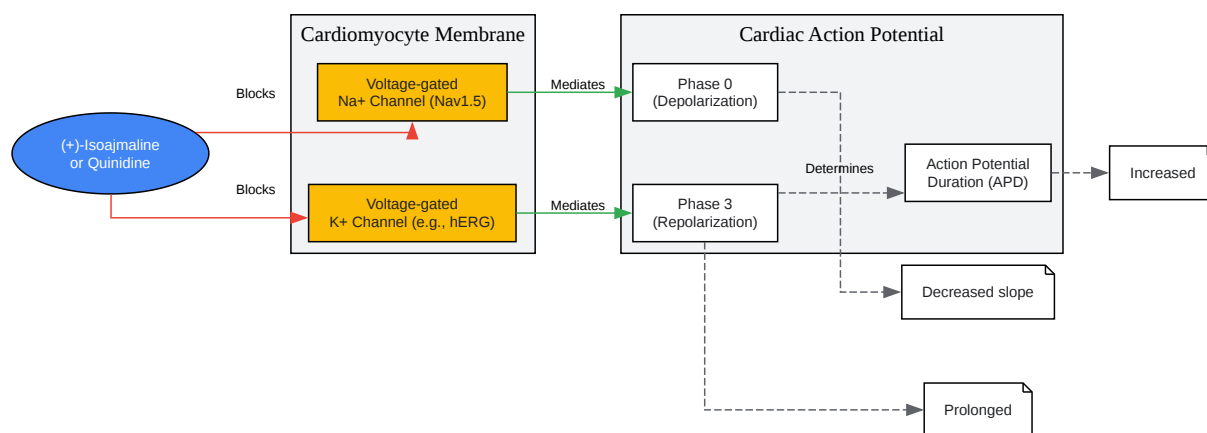 Cardiomyocyte Membrane
Cardiac Action Potential
Blocks
Voltage-gated
Na+ Channel (Nav1.5)
Mediates
Phase 0
(Depolarization)
(+)-Isoajmaline
or Quinidine
Blocks
Voltage-gated
K+ Channel (e.g., hERG)
Mediates
Phase 3
(Repolarization)
Determines
Action Potential
Duration (APD)
Increased
Decreased slope
Prolonged